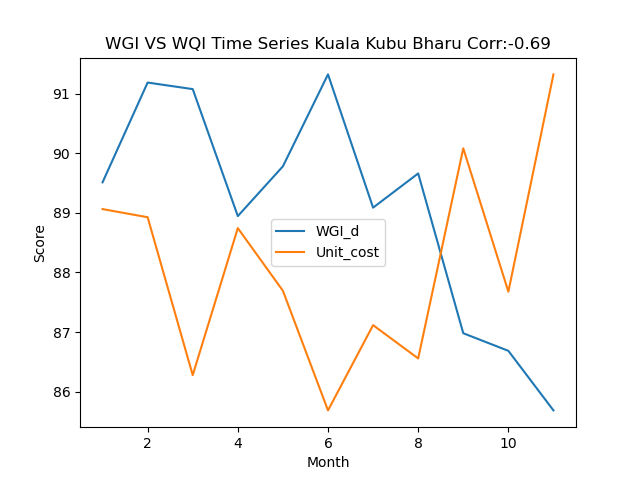 WGI VS WQI Time Series Kuala Kubu Bharu Corr:-0.69
91
90
89
88
87
86
Score
WGI_d
Unit_cost
2 4 6 8 10
Month